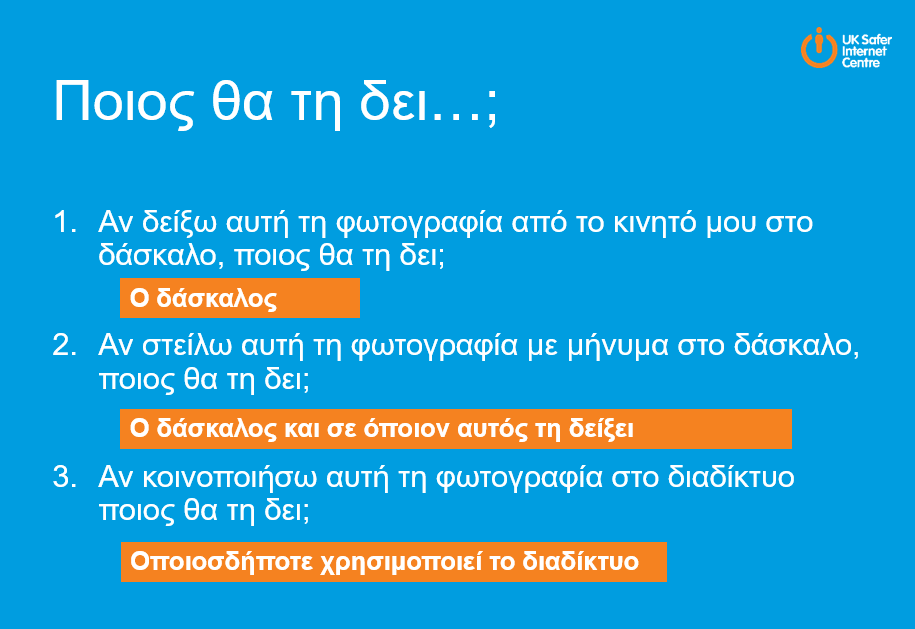 UK Safer
Internet
Centre
Ποιος θα τη δει…;
1. Αν δείξω αυτή τη φωτογραφία από το κινητό μου στο
δάσκαλο, ποιος θα τη δει;
Ο δάσκαλος
2. Αν στείλω αυτή τη φωτογραφία με μήνυμα στο δάσκαλο,
ποιος θα τη δει;
Ο δάσκαλος και σε όποιον αυτός τη δείξει
3. Αν κοινοποιήσω αυτή τη φωτογραφία στο διαδίκτυο
ποιος θα τη δει;
Οποιοσδήποτε χρησιμοποιεί το διαδίκτυο